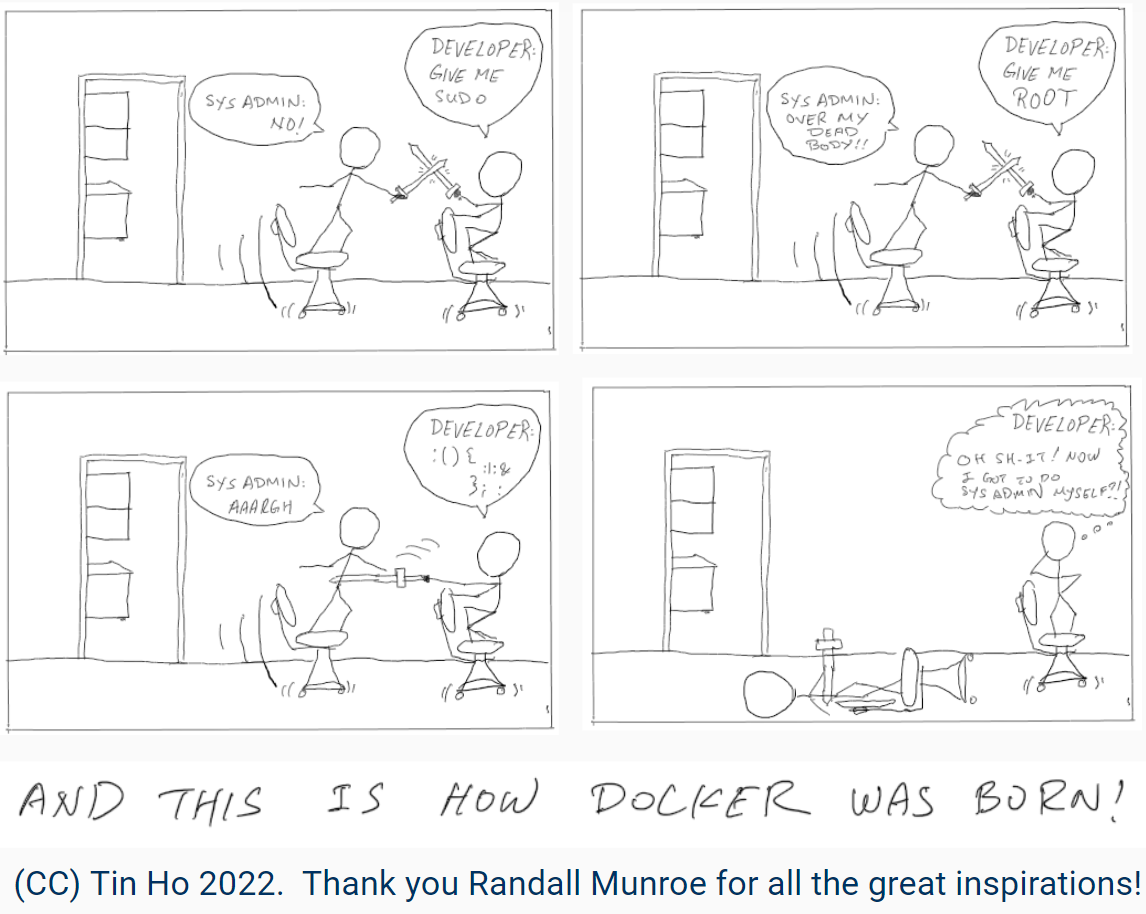 SYS ADMIN:
NO!
DEVELOPER:
GIVE ME
SUDO
SYS ADMIN:
OVER MY
DEAD
BODY!!
DEVELOPER:
GIVE ME
ROOT
SYS ADMIN:
AAARGH
DEVELOPER:
:() {
:|:&
};:
DEVELOPER:
OH SH-IT! NOW
I GOT TO DO
SYS ADMIN MYSELF?!
AND THIS IS HOW DOCKER WAS BORN!
(CC) Tin Ho 2022.  Thank you Randall Munroe for all the great inspirations!